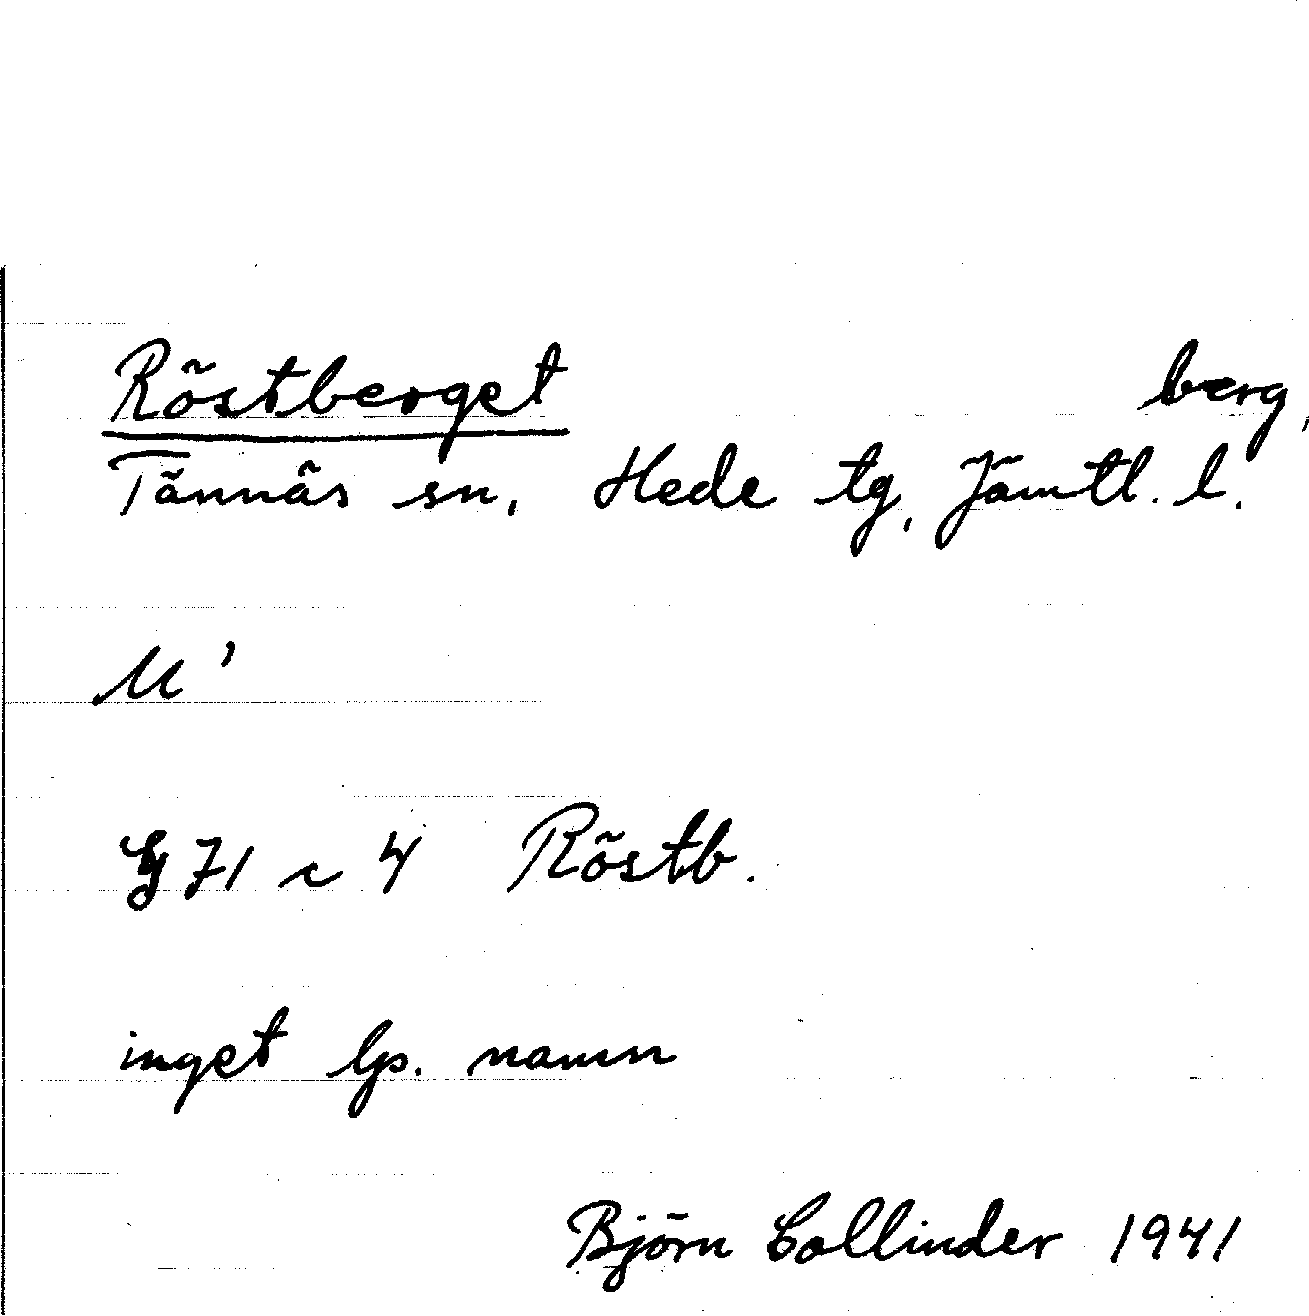 Röstberget berg,
Tännäs sn, Hede tg, Jämtl. l.
G 71 c 4 Röstb.
inget lp. namn
Björn Collinder 1941